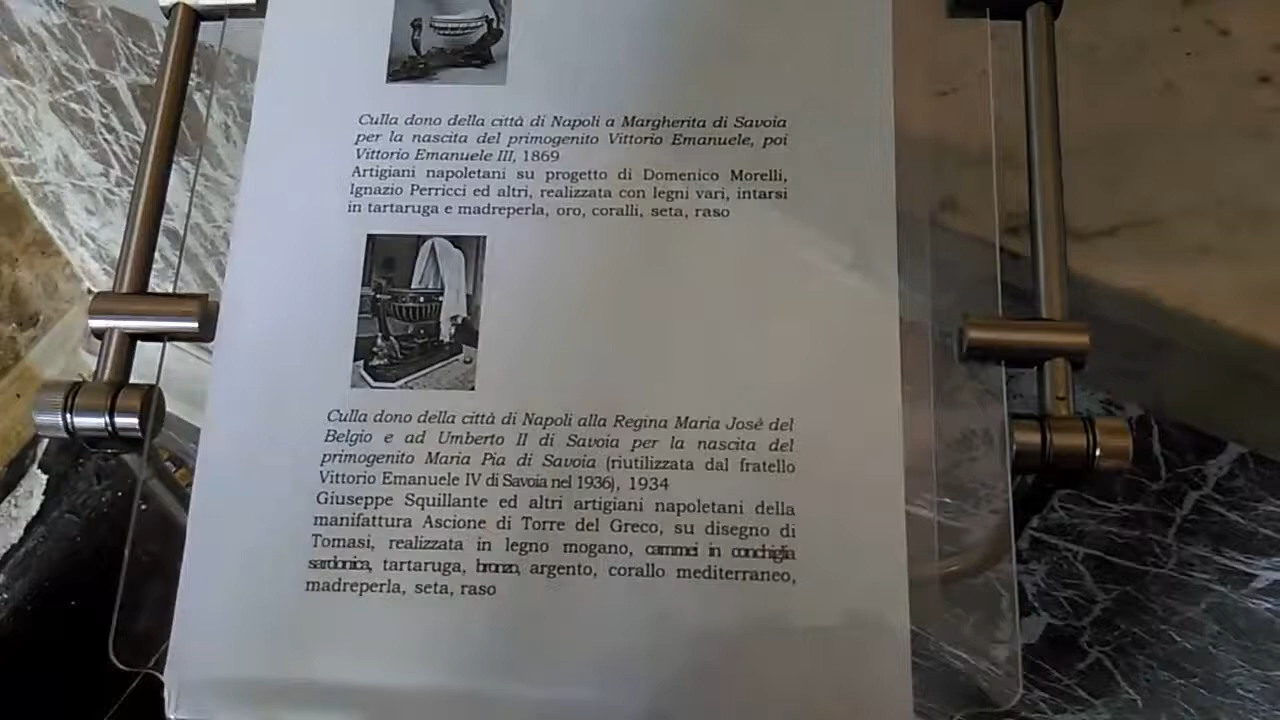 Culla dono della città di Napoli a Margherita di Savoia
per la nascita del primogenito Vittorio Emanuele, poi
Vittorio Emanuele III, 1869
Artigiani napoletani su progetto di Domenico Morelli,
Ignazio Perricci ed altri, realizzata con legni vari, intarsi
in tartaruga e madreperla, oro, coralli, seta, raso
Culla dono della città di Napoli alla Regina Maria Josè del
Belgio e ad Umberto II di Savoia per la nascita del
primogenito Maria Pia di Savoia (riutilizzata dal fratello
Vittorio Emanuele IV di Savoia nel 1936), 1934
Giuseppe Squillante ed altri artigiani napoletani della
manifattura Ascione di Torre del Greco, su disegno di
Tomasi, realizzata in legno mogano, cammei in conchiglia
sardonica, tartaruga, bronzo, argento, corallo mediterraneo,
madreperla, seta, raso